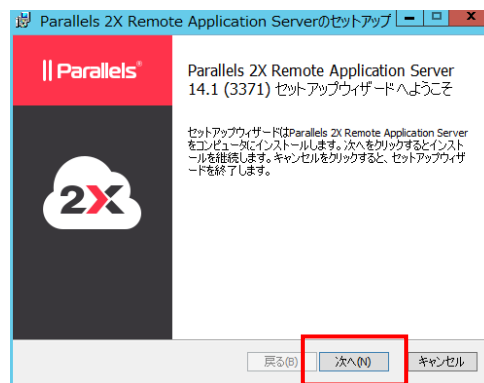 Parallels 2X Remote Application Serverのセットアップ
Parallels®
2X
Parallels 2X Remote Application Server
14.1 (3371) セットアップウィザードへようこそ
セットアップウィザードはParallels 2X Remote Application Server
をコンピュータにインストールします。次へをクリックするとインスト
ールを継続します。キャンセルをクリックすると、セットアップウィザ
ードを終了します。
戻る(B) 次へ(N) キャンセル